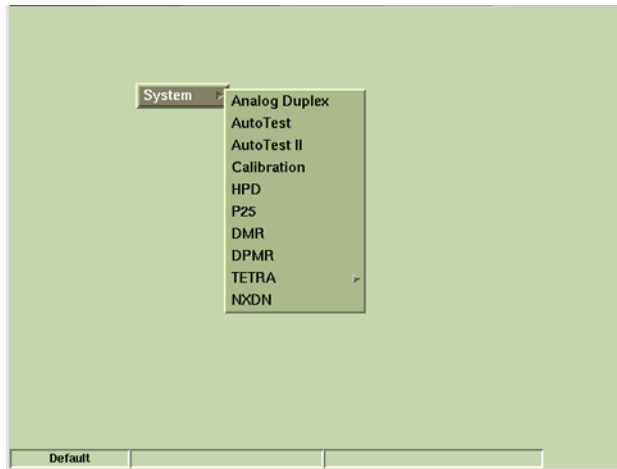 System
Analog Duplex
AutoTest
AutoTest II
Calibration
HPD
P25
DMR
DPMR
TETRA
NXDN
Default